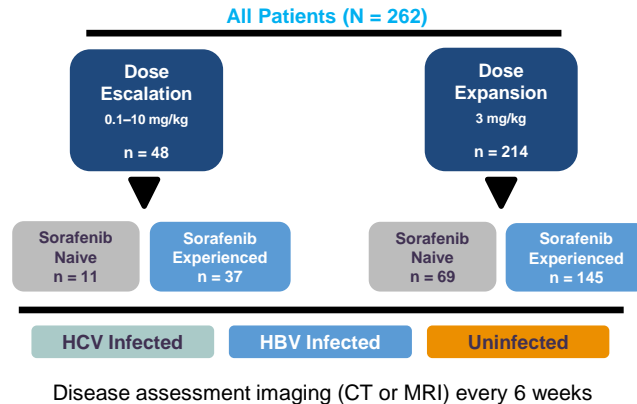 All Patients (N = 262)
Dose
Escalation
0.1–10 mg/kg
n = 48
Dose
Expansion
3 mg/kg
n = 214
Sorafenib
Naive
n = 11
Sorafenib
Experienced
n = 37
Sorafenib
Naive
n = 69
Sorafenib
Experienced
n = 145
HCV Infected
HBV Infected
Uninfected
Disease assessment imaging (CT or MRI) every 6 weeks